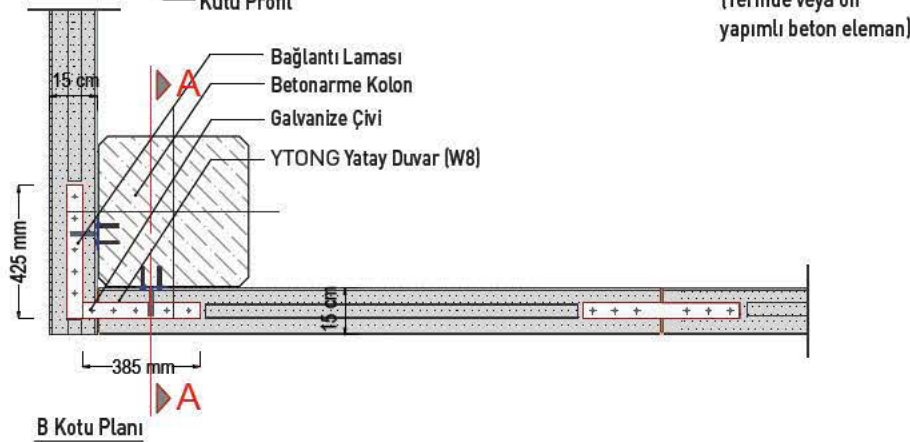 Kutu Profil
(Yerinde veya ön
yapımlı beton eleman)
Bağlantı Laması
15 cm
A
Betonarme Kolon
Galvanize Çivi
YTONG Yatay Duvar (W8)
425 mm
15 cm
385 mm
A
B Kotu Planı